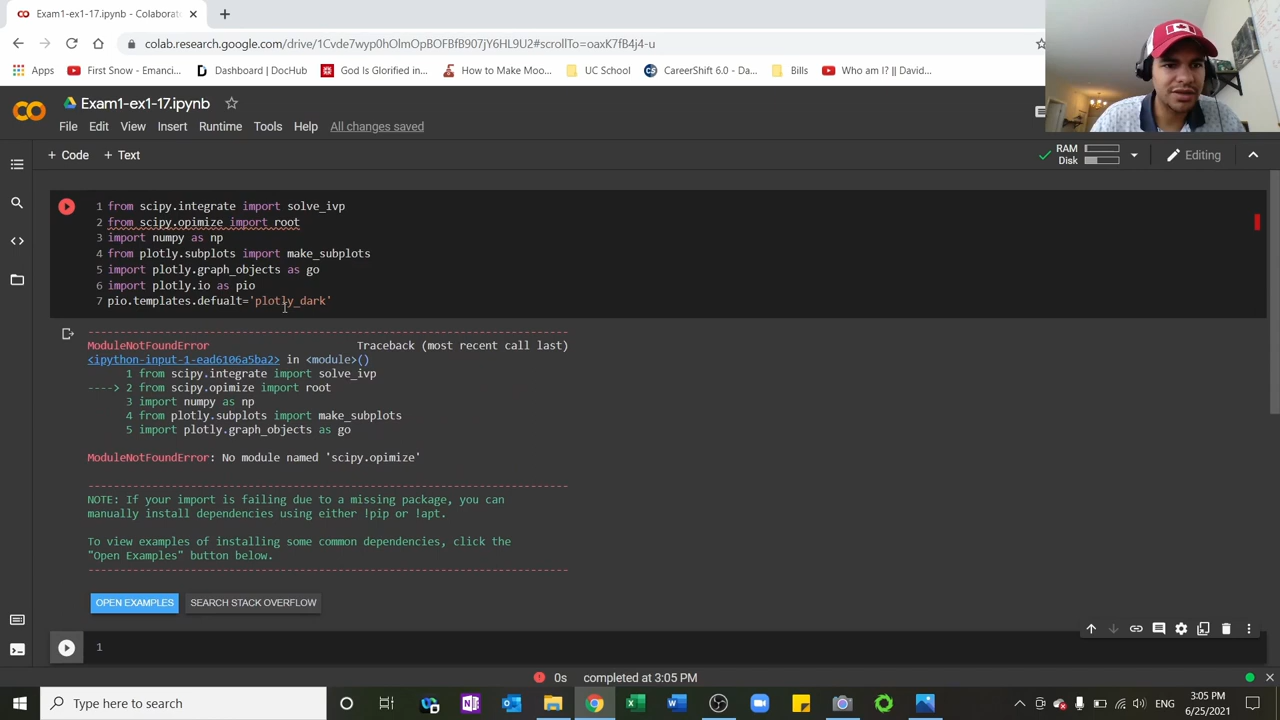 Exam1-ex1-17.ipynb - Colaborat
colab.research.google.com/drive/1Cvde7wyp0hOlmOpBOFBfB907jY6HL9U2#scrollTo=oaxK7fB4j4-u
Apps
First Snow - Emanci...
Dashboard | DocHub
God Is Glorified in...
How to Make Moo...
UC School
CareerShift 6.0 - Da...
Bills
Who am I? || David...
Exam1-ex1-17.ipynb
File Edit View Insert Runtime Tools Help All changes saved
+ Code + Text
RAM
Disk
Editing
1 from scipy.integrate import solve_ivp
2 from scipy.opimize import root
3 import numpy as np
4 from plotly.subplots import make_subplots
5 import plotly.graph_objects as go
6 import plotly.io as pio
7 pio.templates.defualt='plotly_dark'
ModuleNotFoundError Traceback (most recent call last)
<ipython-input-1-ead6106a5ba2> in <module>()
1 from scipy.integrate import solve_ivp
----> 2 from scipy.opimize import root
3 import numpy as np
4 from plotly.subplots import make_subplots
5 import plotly.graph_objects as go
ModuleNotFoundError: No module named 'scipy.opimize'
NOTE: If your import is failing due to a missing package, you can
manually install dependencies using either !pip or !apt.
To view examples of installing some common dependencies, click the
"Open Examples" button below.
OPEN EXAMPLES
SEARCH STACK OVERFLOW
1
0s completed at 3:05 PM
Type here to search
ENG
3:05 PM
6/25/2021